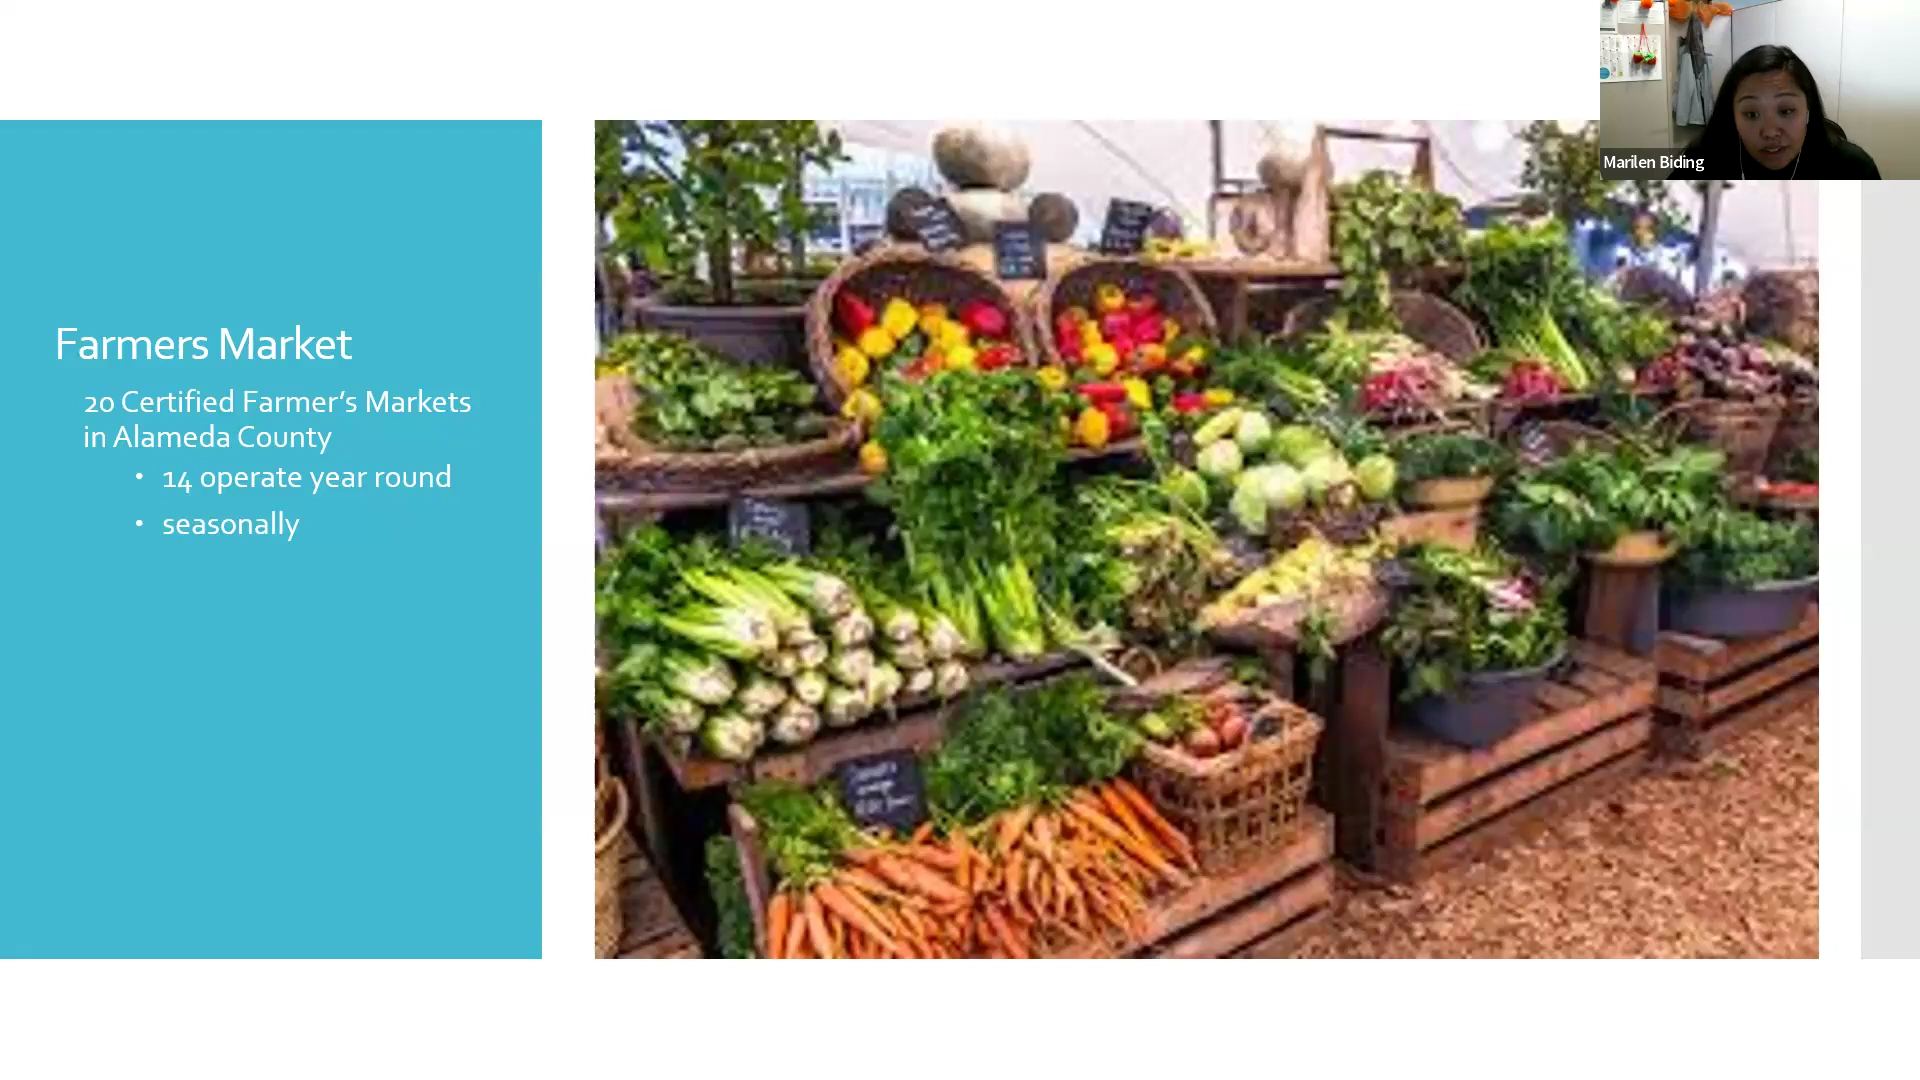 Farmers Market
20 Certified Farmer's Markets
in Alameda County
• 14 operate year round
• seasonally
Marilen Biding